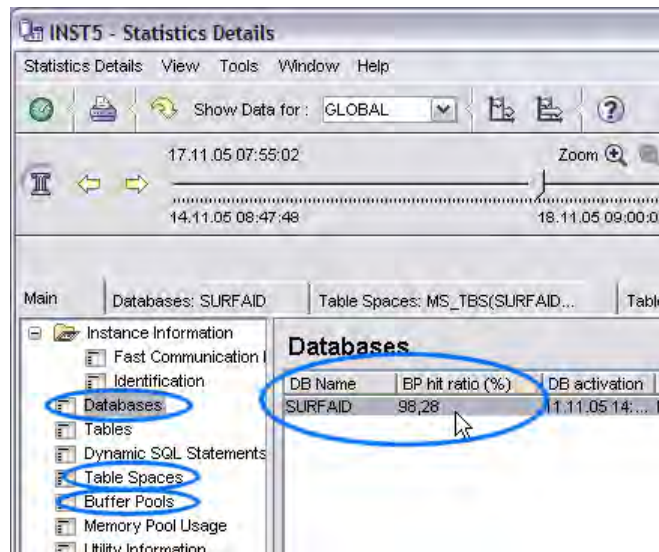 INST5 - Statistics Details
Statistics Details View Tools Window Help
Show Data for : GLOBAL
17.11.05 07:55:02
Zoom
14.11.05 08:47:48
18.11.05 09:00:0
Main
Databases: SURFAID
Table Spaces: MS_TBS(SURFAID...
Tabl
Instance Information
Fast Communication
Identification
Databases
Tables
Dynamic SQL Statements
Table Spaces
Buffer Pools
Memory Pool Usage
Utility Information
Databases
DB Name BP hit ratio (%) DB activation
SURFAID 98,28 11.11.05 14:...